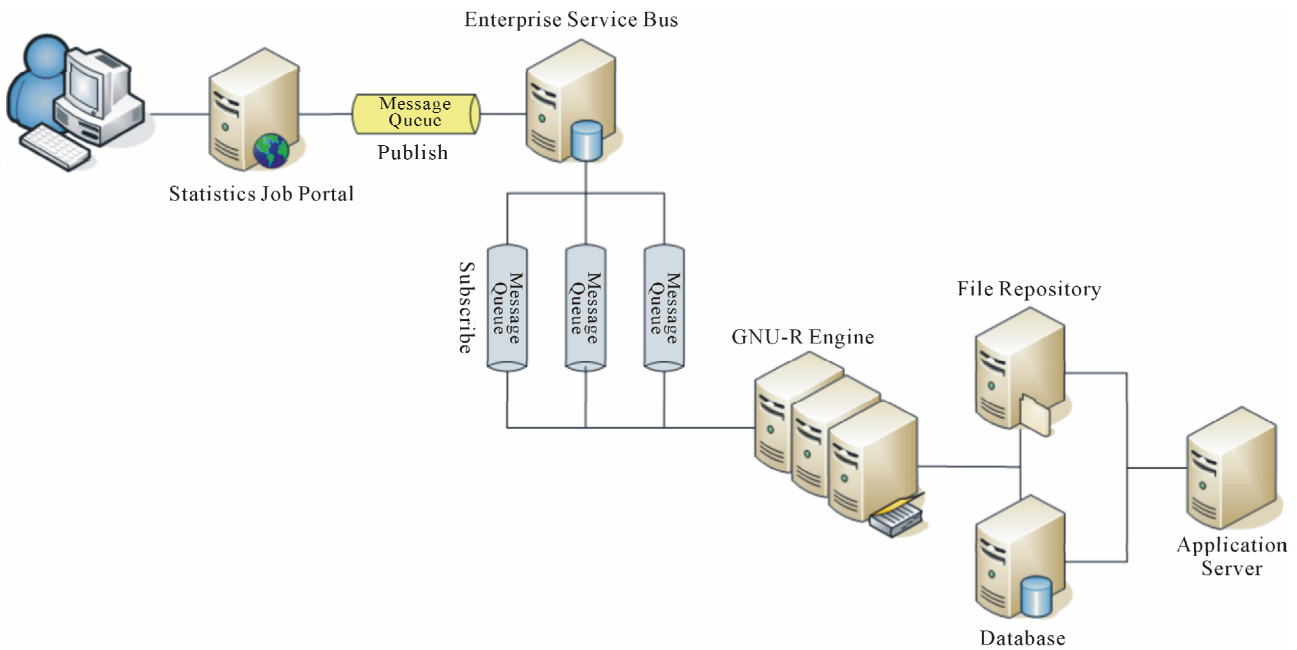 Enterprise Service Bus
Message
Queue
Publish
Statistics Job Portal
Subscribe
Message
Queue
Message
Queue
Message
Queue
GNU-R Engine
File Repository
Application
Server
Database